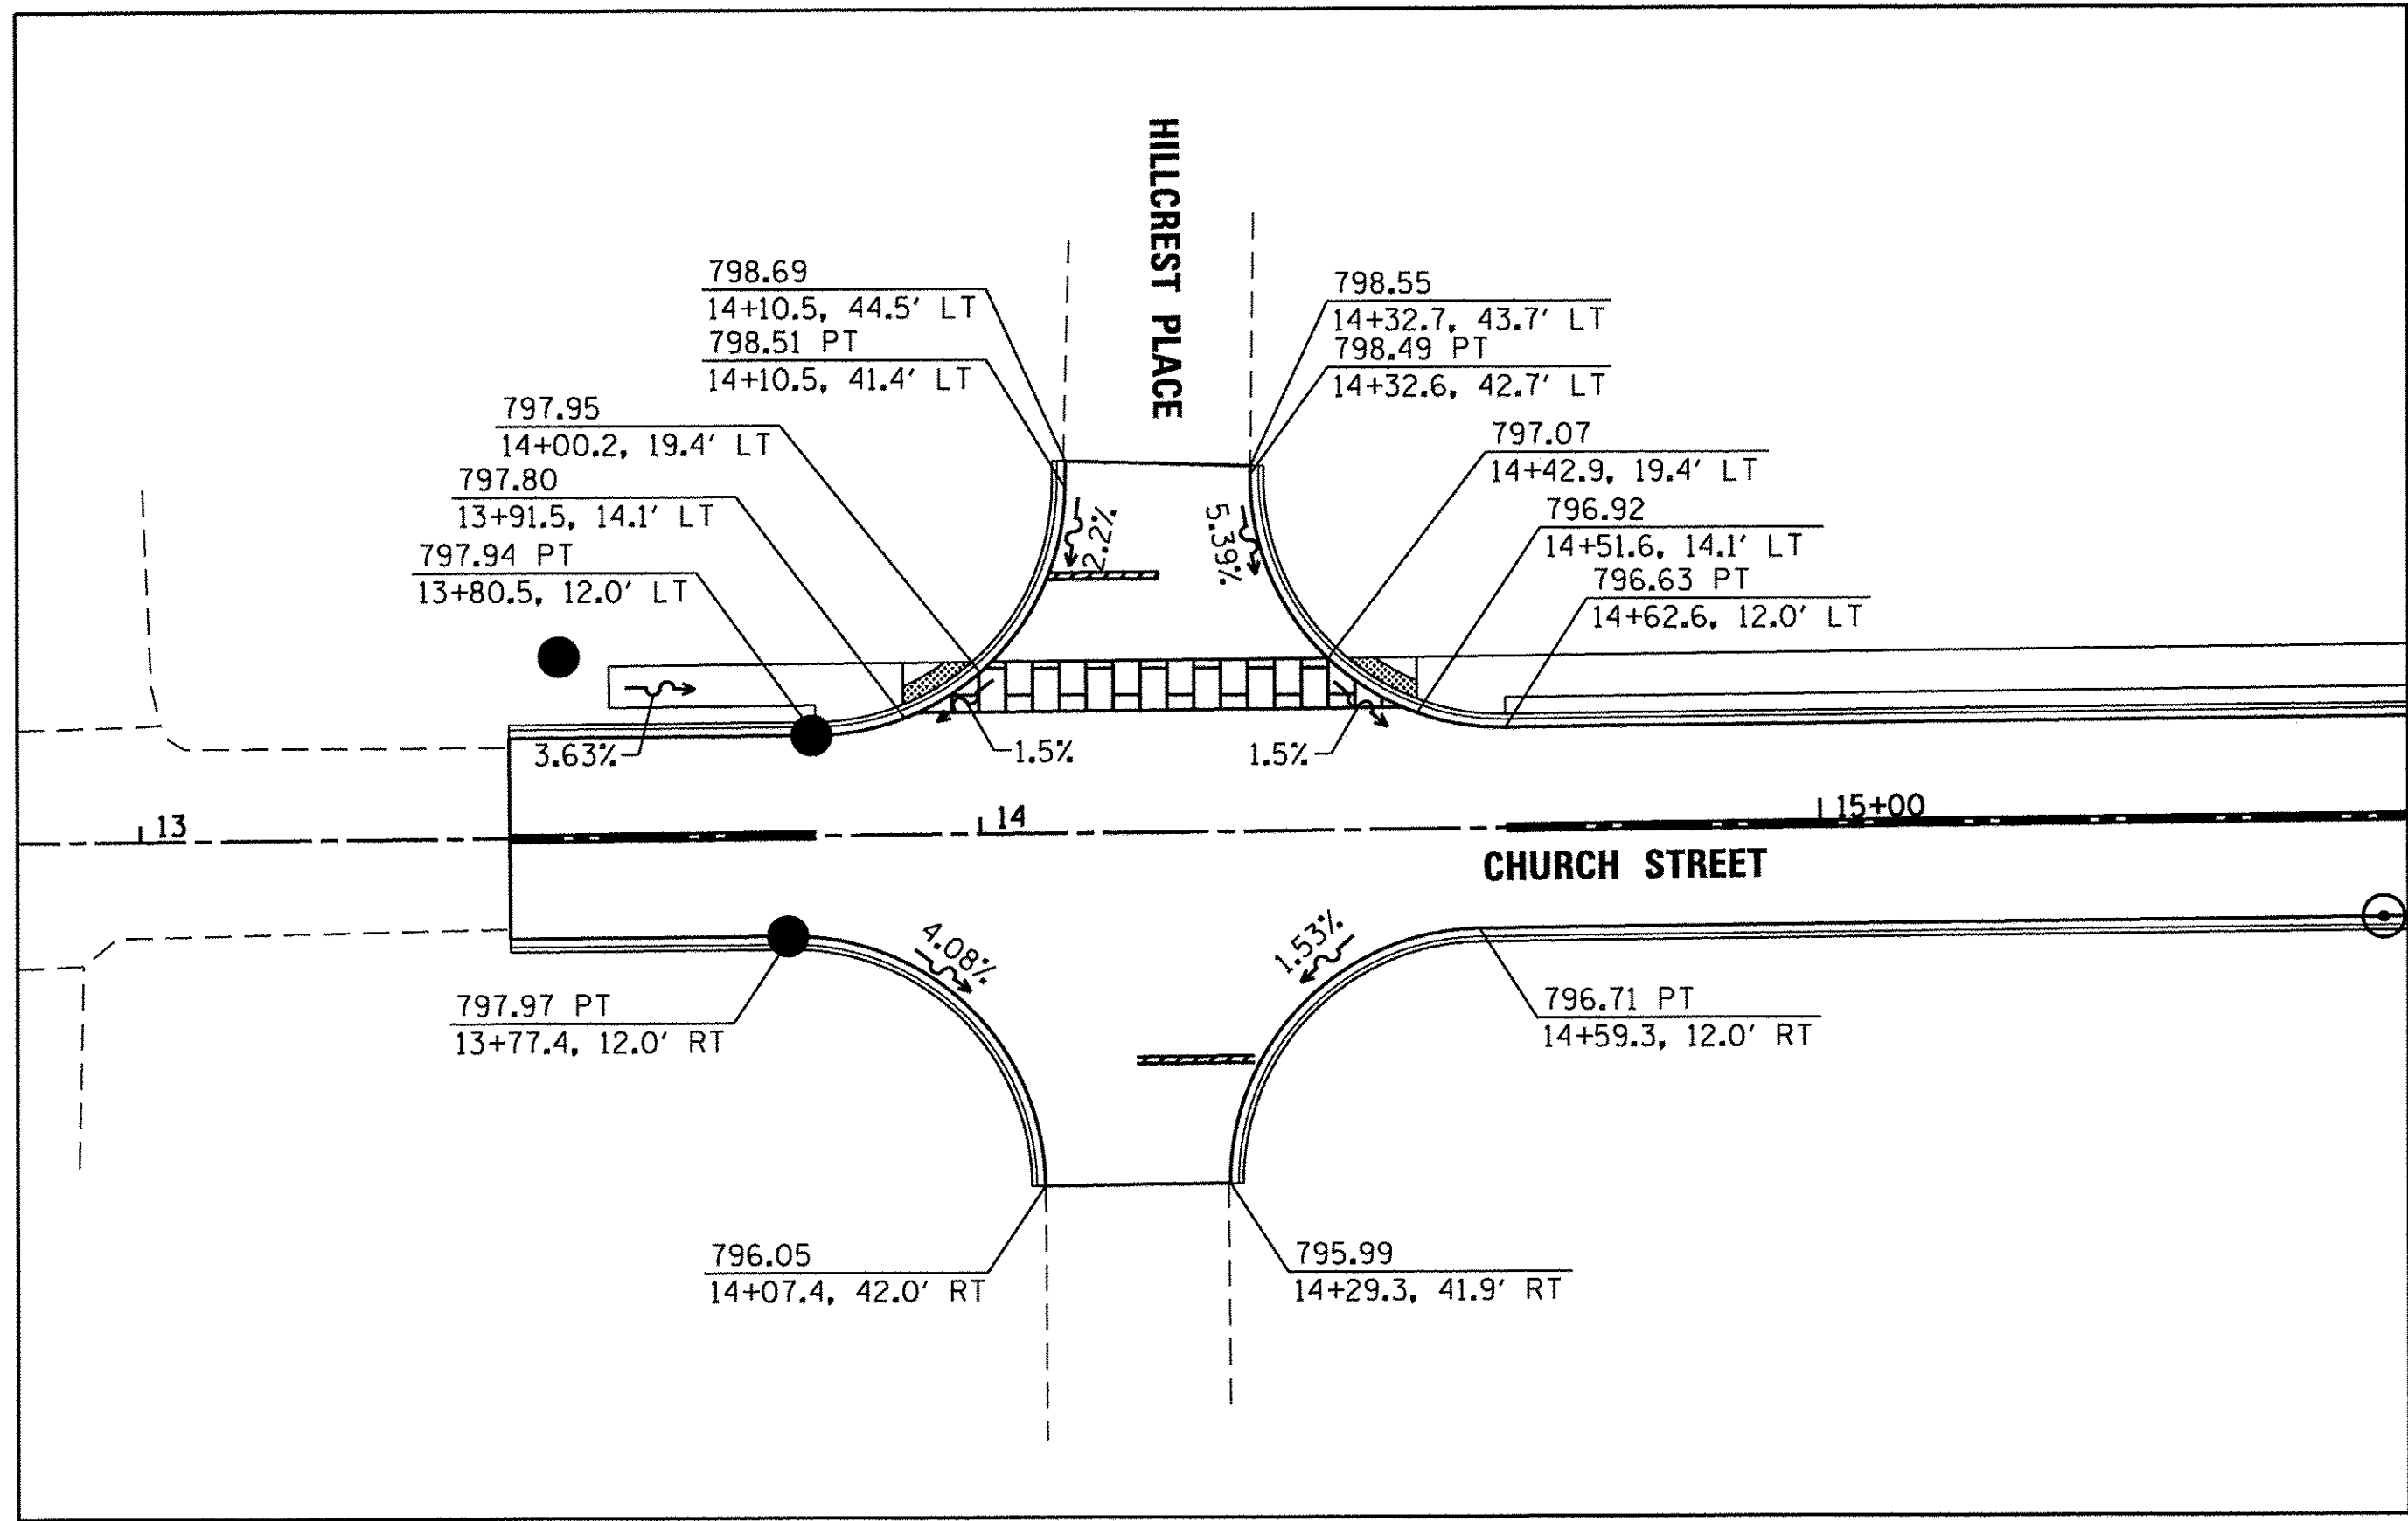 HILLCREST PLACE
798.69
14+10.5, 44.5' LT
798.51 PT
14+10.5, 41.4' LT
797.95
14+00.2, 19.4' LT
797.80
13+91.5, 14.1' LT
797.94 PT
13+80.5, 12.0' LT
798.55
14+32.7, 43.7' LT
798.49 PT
14+32.6, 42.7' LT
797.07
14+42.9, 19.4' LT
796.92
14+51.6, 14.1' LT
796.63 PT
14+62.6, 12.0' LT
2.2%
5.39%
3.63%
1.5%
1.5%
13
14
15+00
CHURCH STREET
4.08%
1.53%
797.97 PT
13+77.4, 12.0' RT
796.71 PT
14+59.3, 12.0' RT
796.05
14+07.4, 42.0' RT
795.99
14+29.3, 41.9' RT